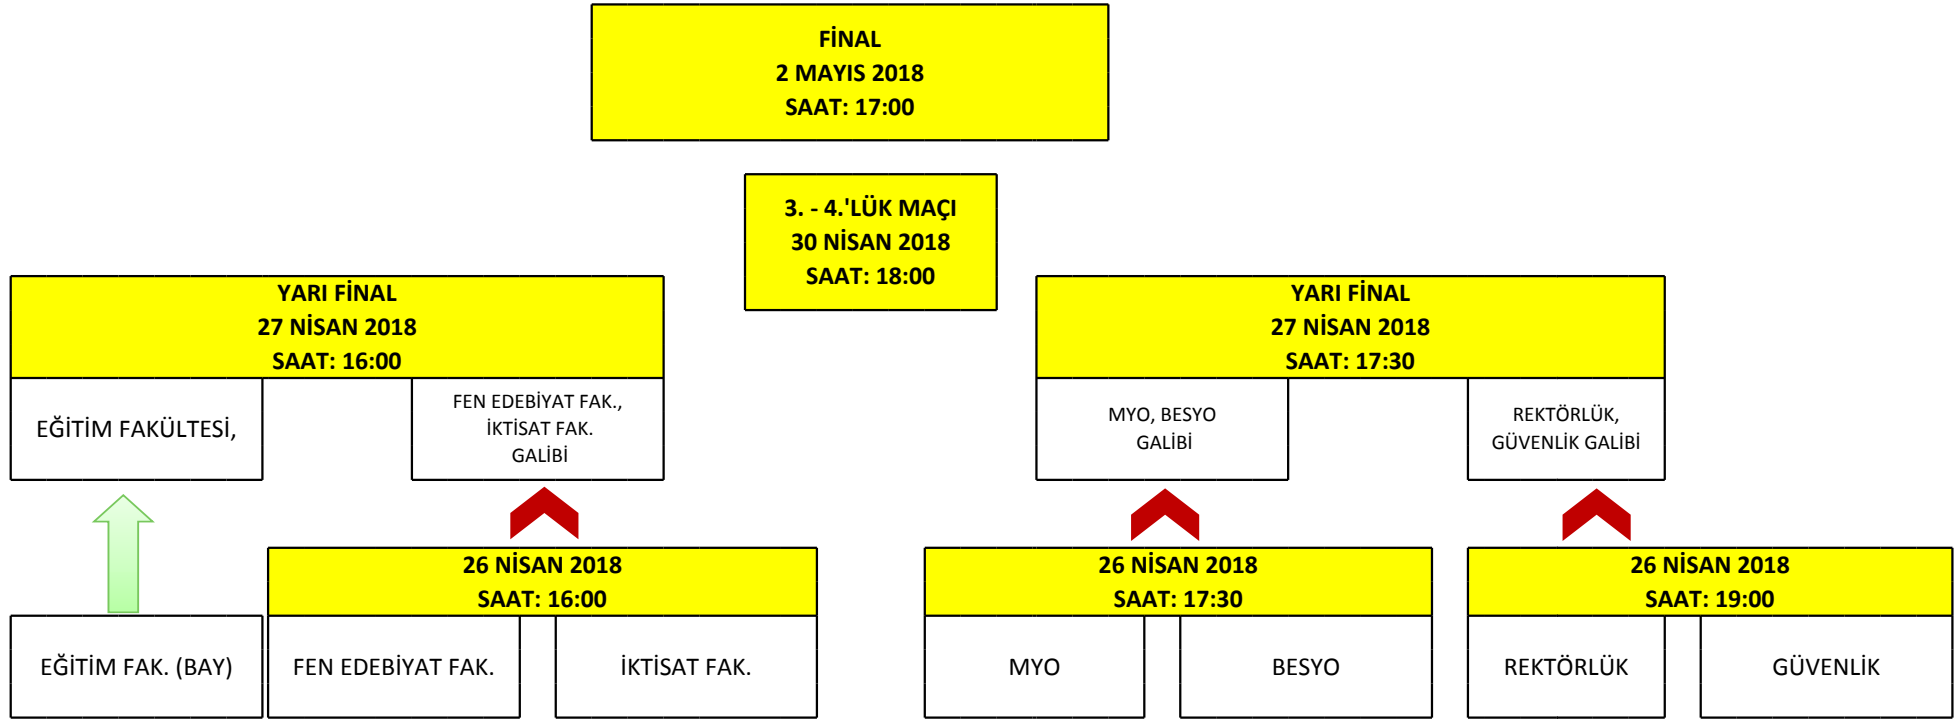 FİNAL
2 MAYIS 2018
SAAT: 17:00
3. - 4.'LÜK MAÇI
30 NİSAN 2018
SAAT: 18:00
YARI FİNAL
27 NİSAN 2018
SAAT: 16:00
YARI FİNAL
27 NİSAN 2018
SAAT: 17:30
EĞİTİM FAKÜLTESİ,
FEN EDEBİYAT FAK.,
İKTİSAT FAK.
GALİBİ
MYO, BESYO
GALİBİ
REKTÖRLÜK,
GÜVENLİK GALİBİ
26 NİSAN 2018
SAAT: 16:00
26 NİSAN 2018
SAAT: 17:30
26 NİSAN 2018
SAAT: 19:00
EĞİTİM FAK. (BAY)
FEN EDEBİYAT FAK.
İKTİSAT FAK.
MYO
BESYO
REKTÖRLÜK
GÜVENLİK